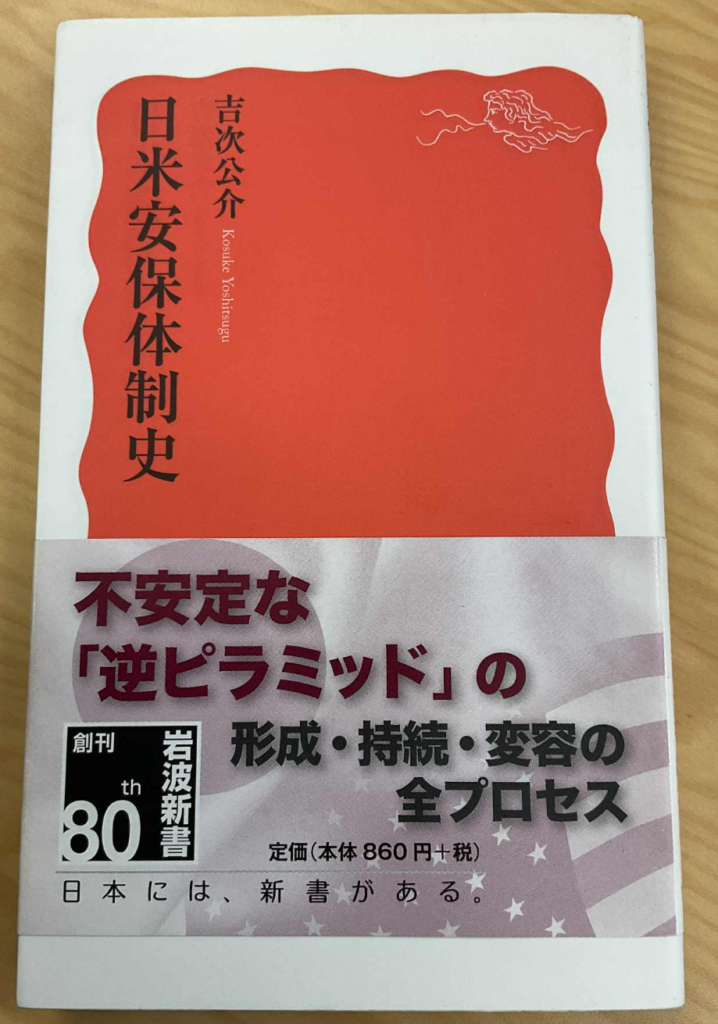 日米安保体制史
吉次公介 Kosuke Yoshitsugu
不安定な
「逆ピラミッド」の
形成・持続・変容の
全プロセス
創刊
80th
岩波新書
定価(本体860円+税)
日本には、新書がある。